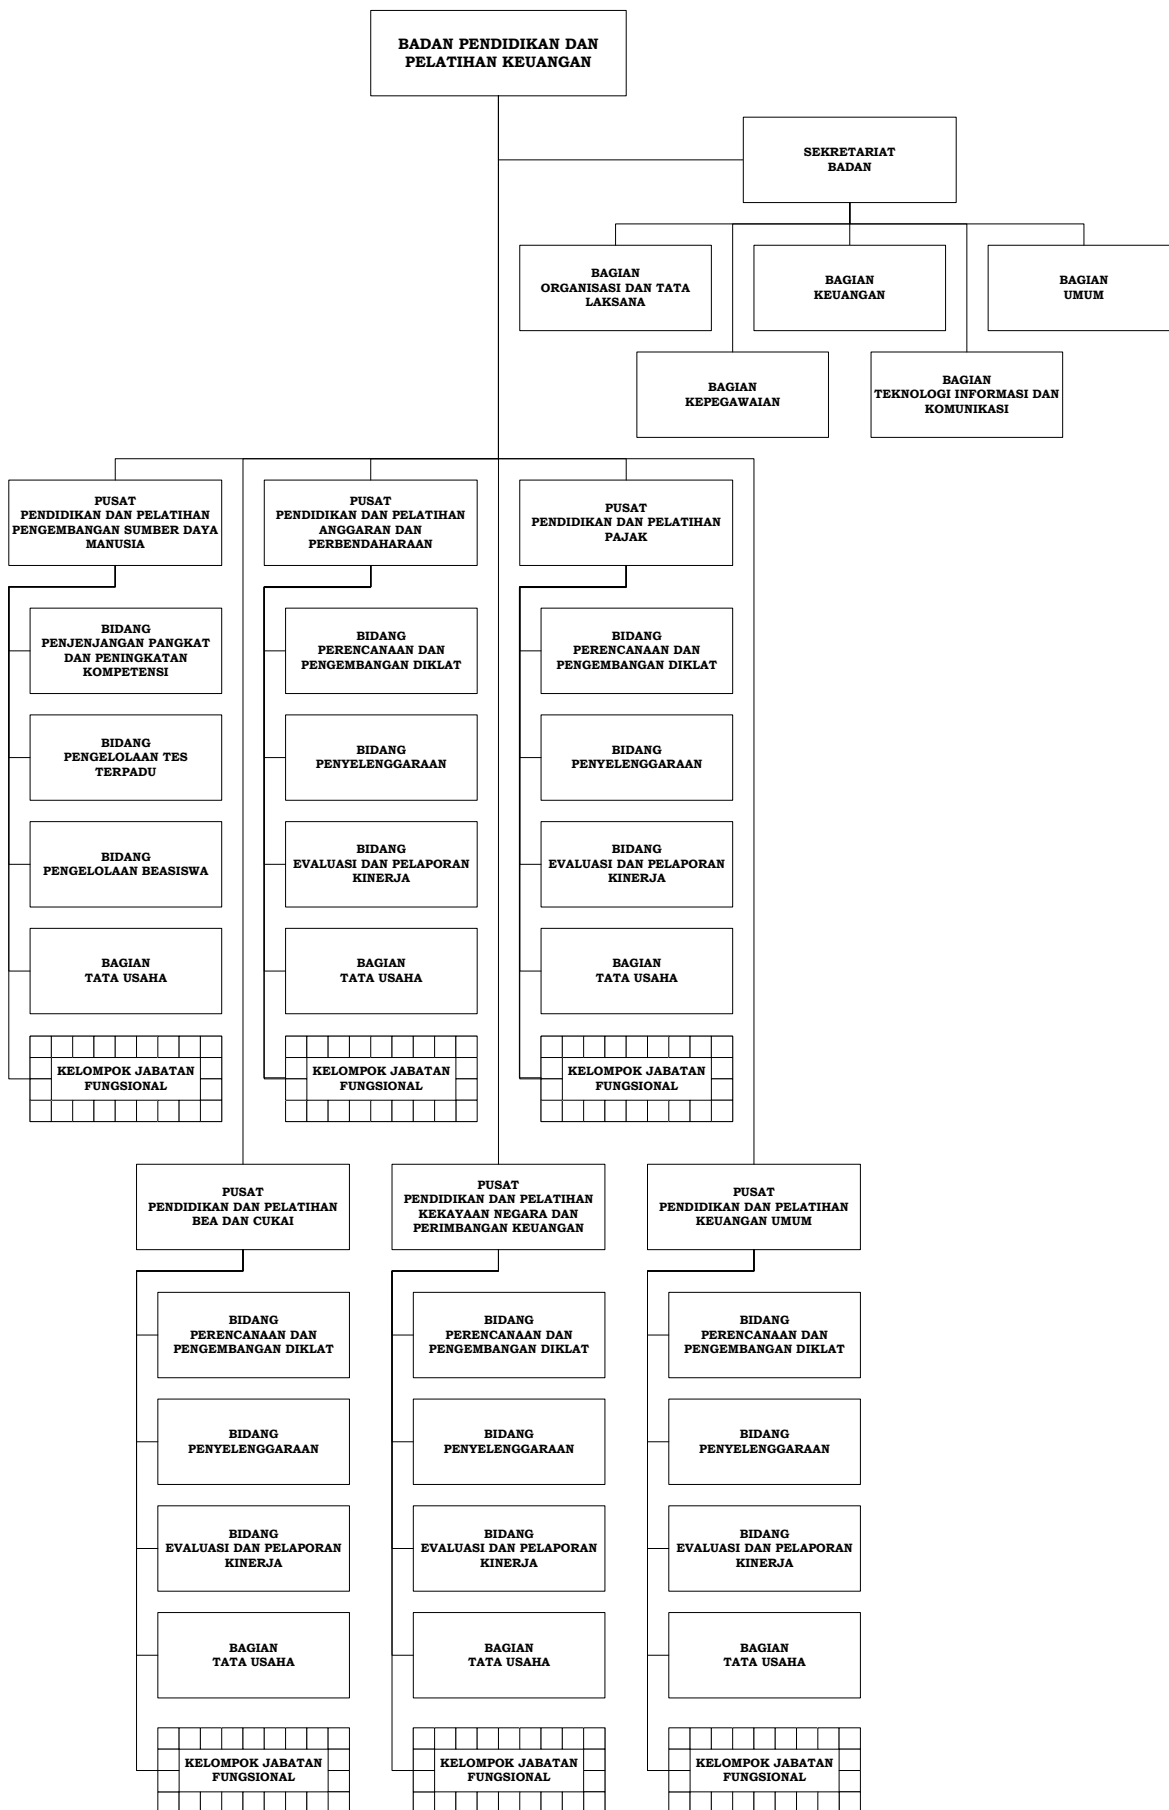 BADAN PENDIDIKAN DAN
PELATIHAN KEUANGAN
SEKRETARIAT
BADAN
BAGIAN
ORGANISASI DAN TATA
LAKSANA
BAGIAN
KEUANGAN
BAGIAN
UMUM
BAGIAN
KEPEGAWAIAN
BAGIAN
TEKNOLOGI INFORMASI DAN
KOMUNIKASI
PUSAT
PENDIDIKAN DAN PELATIHAN
PENGEMBANGAN SUMBER DAYA
MANUSIA
BIDANG
PENJENJANGAN PANGKAT
DAN PENINGKATAN
KOMPETENSI
BIDANG
PENGELOLAAN TES
TERPADU
BIDANG
PENGELOLAAN BEASISWA
BAGIAN
TATA USAHA
KELOMPOK JABATAN
FUNGSIONAL
PUSAT
PENDIDIKAN DAN PELATIHAN
ANGGARAN DAN
PERBENDAHARAAN
BIDANG
PERENCANAAN DAN
PENGEMBANGAN DIKLAT
BIDANG
PENYELENGGARAAN
BIDANG
EVALUASI DAN PELAPORAN
KINERJA
BAGIAN
TATA USAHA
KELOMPOK JABATAN
FUNGSIONAL
PUSAT
PENDIDIKAN DAN PELATIHAN
PAJAK
BIDANG
PERENCANAAN DAN
PENGEMBANGAN DIKLAT
BIDANG
PENYELENGGARAAN
BIDANG
EVALUASI DAN PELAPORAN
KINERJA
BAGIAN
TATA USAHA
KELOMPOK JABATAN
FUNGSIONAL
PUSAT
PENDIDIKAN DAN PELATIHAN
BEA DAN CUKAI
BIDANG
PERENCANAAN DAN
PENGEMBANGAN DIKLAT
BIDANG
PENYELENGGARAAN
BIDANG
EVALUASI DAN PELAPORAN
KINERJA
BAGIAN
TATA USAHA
KELOMPOK JABATAN
FUNGSIONAL
PUSAT
PENDIDIKAN DAN PELATIHAN
KEKAYAAN NEGARA DAN
PERIMBANGAN KEUANGAN
BIDANG
PERENCANAAN DAN
PENGEMBANGAN DIKLAT
BIDANG
PENYELENGGARAAN
BIDANG
EVALUASI DAN PELAPORAN
KINERJA
BAGIAN
TATA USAHA
KELOMPOK JABATAN
FUNGSIONAL
PUSAT
PENDIDIKAN DAN PELATIHAN
KEUANGAN UMUM
BIDANG
PERENCANAAN DAN
PENGEMBANGAN DIKLAT
BIDANG
PENYELENGGARAAN
BIDANG
EVALUASI DAN PELAPORAN
KINERJA
BAGIAN
TATA USAHA
KELOMPOK JABATAN
FUNGSIONAL